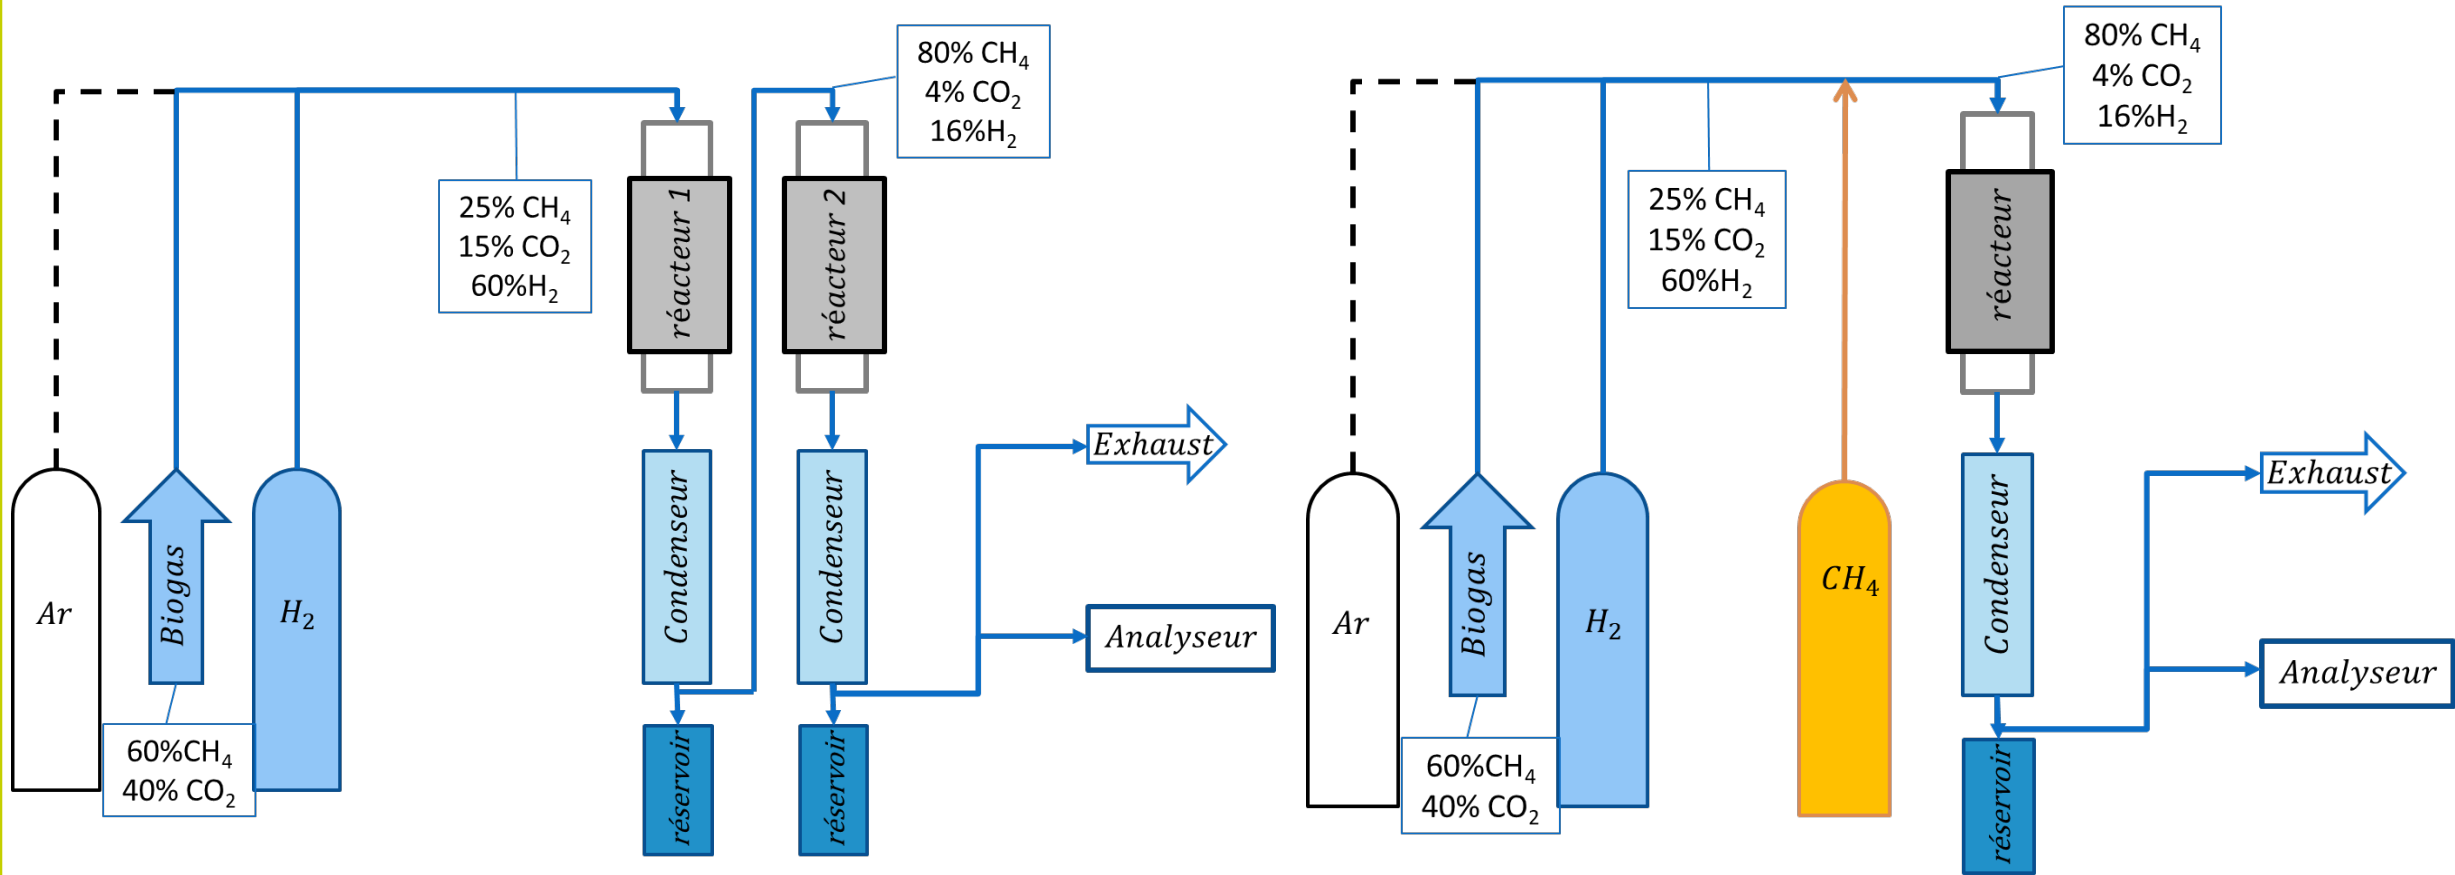 80% CH₄
4% CO₂
16%H₂
25% CH₄
15% CO₂
60%H₂
réacteur 1
réacteur 2
Condenseur
Condenseur
Exhaust
Analyseur
Ar
Biogas
H₂
60%CH₄
40% CO₂
réservoir
réservoir
80% CH₄
4% CO₂
16%H₂
25% CH₄
15% CO₂
60%H₂
réacteur
Condenseur
Exhaust
Analyseur
Ar
Biogas
H₂
CH₄
60%CH₄
40% CO₂
réservoir